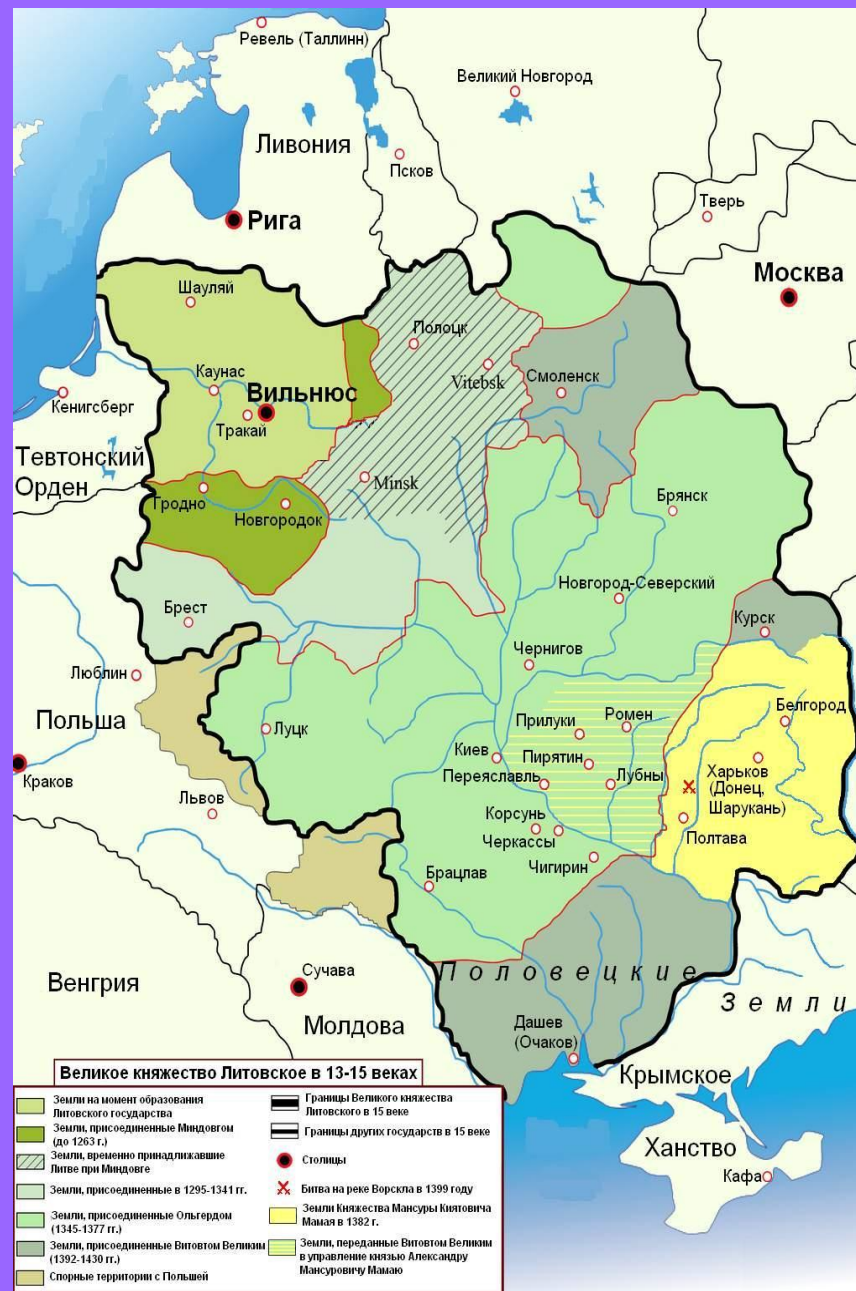 Ревель (Таллинн)
Великий Новгород
Ливония
Псков
Тверь
Рига
Москва
Шауляй
Полоцк
Каунас
Vitebsk
Смоленск
Кенигсберг
Вильнюс
Тракай
Тевтонский
Орден
Minsk
Гродно
Новгородок
Брянск
Новгород-Северский
Брест
Курск
Чернигов
Люблин
Польша
Луцк
Прилуки
Ромен
Белгород
Киев
Пирятин
Краков
Переяславль
Лубны
Харьков
(Донец,
Шарукань)
Львов
Корсунь
Полтава
Черкассы
Чигирин
Брацлав
Половецкие
Земли
Венгрия
Сучава
Молдова
Дашев
(Очаков)
Крымское
Ханство
Кафа
Великое княжество Литовское в 13-15 веках
Земли на момент образования
Литовского государства
Земли, присоединенные Миндовгом
(до 1263 г.)
Земли, временно принадлижавшие
Литве при Миндовге
Земли, присоединенные в 1295-1341 гг.
Земли, присоединенные Ольгердом
(1345-1377 гг.)
Земли, присоединенные Витовтом Великим
(1392-1430 гг.)
Спорные территории с Польшей
Границы Великого княжества
Литовского в 15 веке
Границы других государств в 15 веке
Столицы
Битва на реке Ворскла в 1399 году
Земли Княжества Мансуры Киятовича
Мамая в 1382 г.
Земли, переданные Витовтом Великим
в управление князю Александру
Мансуровичу Мамаю